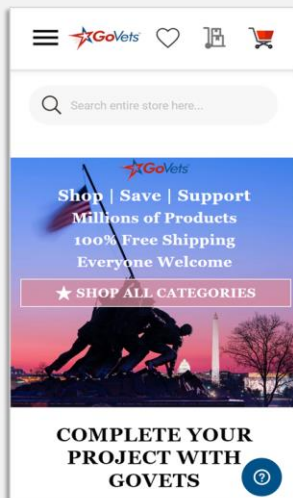 GoVets
Search entire store here...
GoVets
Shop | Save | Support
Millions of Products
100% Free Shipping
Everyone Welcome
★ SHOP ALL CATEGORIES
COMPLETE YOUR
PROJECT WITH
GOVETS
?